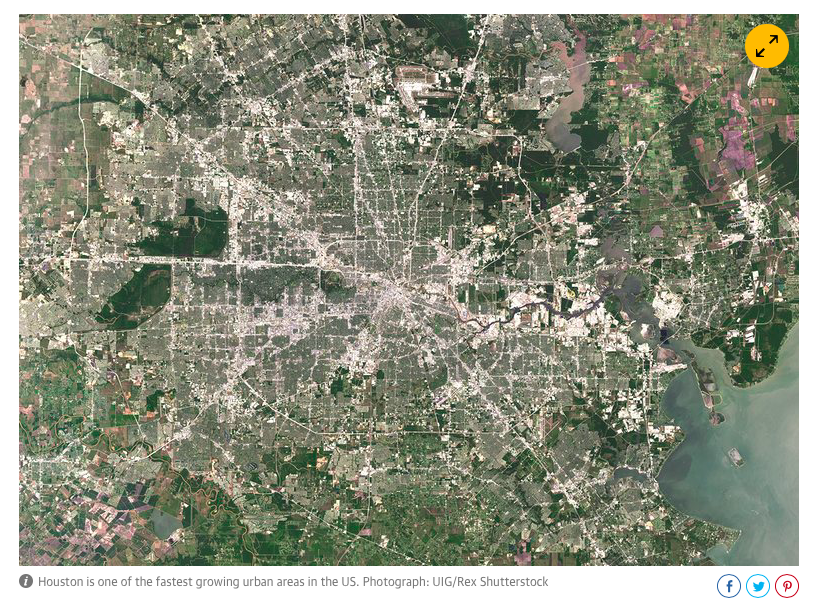 Houston is one of the fastest growing urban areas in the US. Photograph: UIG/Rex Shutterstock